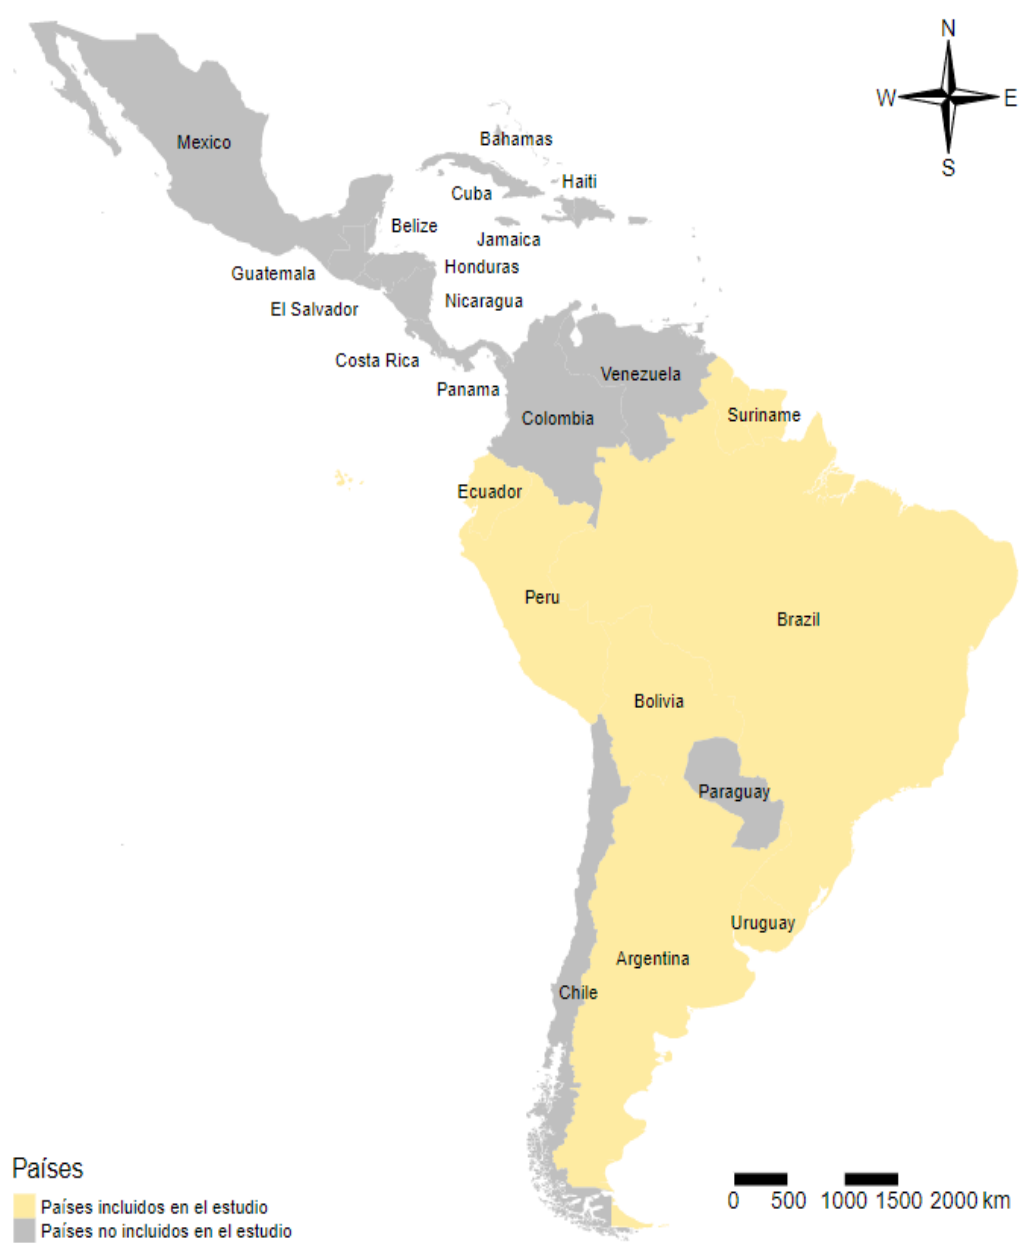 N
W E
S
Mexico
Bahamas
Haiti
Cuba
Belize
Jamaica
Honduras
Guatemala
Nicaragua
El Salvador
Costa Rica
Venezuela
Panama
Suriname
Colombia
Ecuador
Peru
Brazil
Bolivia
Paraguay
Uruguay
Argentina
Chile
Países
Países incluidos en el estudio
Países no incluidos en el estudio
0 500 1000 1500 2000 km